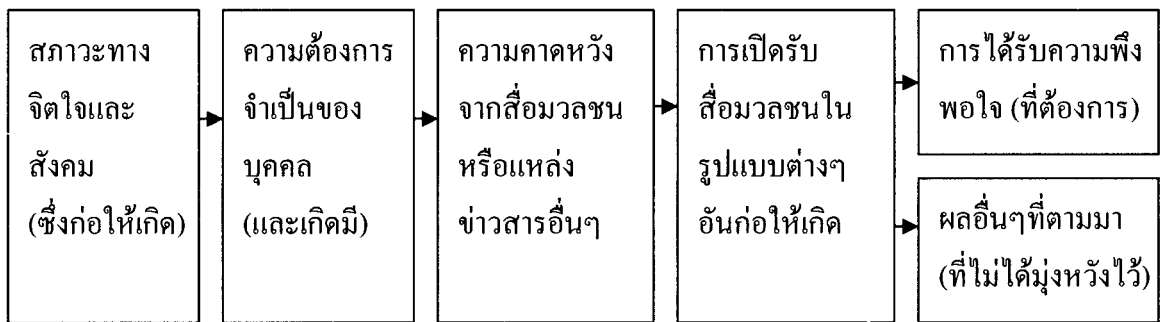 สภาวะทาง
จิตใจและ
สังคม
(ซึ่งก่อให้เกิด)
ความต้องการ
จำเป็นของ
บุคคล
(และเกิดมี)
ความคาดหวัง
จากสื่อมวลชน
หรือแหล่ง
ข่าวสารอื่นๆ
การเปิดรับ
สื่อมวลชนใน
รูปแบบต่างๆ
อันก่อให้เกิด
การได้รับความพึง
พอใจ (ที่ต้องการ)
ผลอื่นๆที่ตามมา
(ที่ไม่ได้มุ่งหวังไว้)